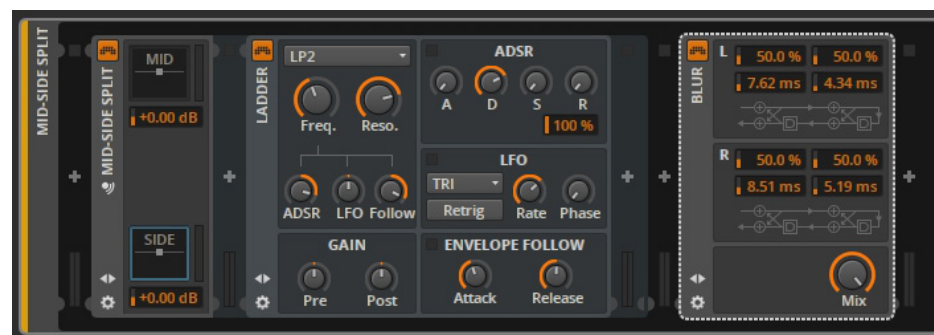 MID-SIDE SPLIT
MID-SIDE SPLIT
MID
+0.00 dB
SIDE
+0.00 dB
LADDER
LP2
Freq. Reso.
ADSR LFO Follow
GAIN
Pre Post
ADSR
A D S R
100 %
LFO
TRI
Retrig Rate Phase
ENVELOPE FOLLOW
Attack Release
BLUR
L 50.0 % 50.0 %
7.62 ms 4.34 ms
D D
R 50.0 % 50.0 %
8.51 ms 5.19 ms
D D
Mix